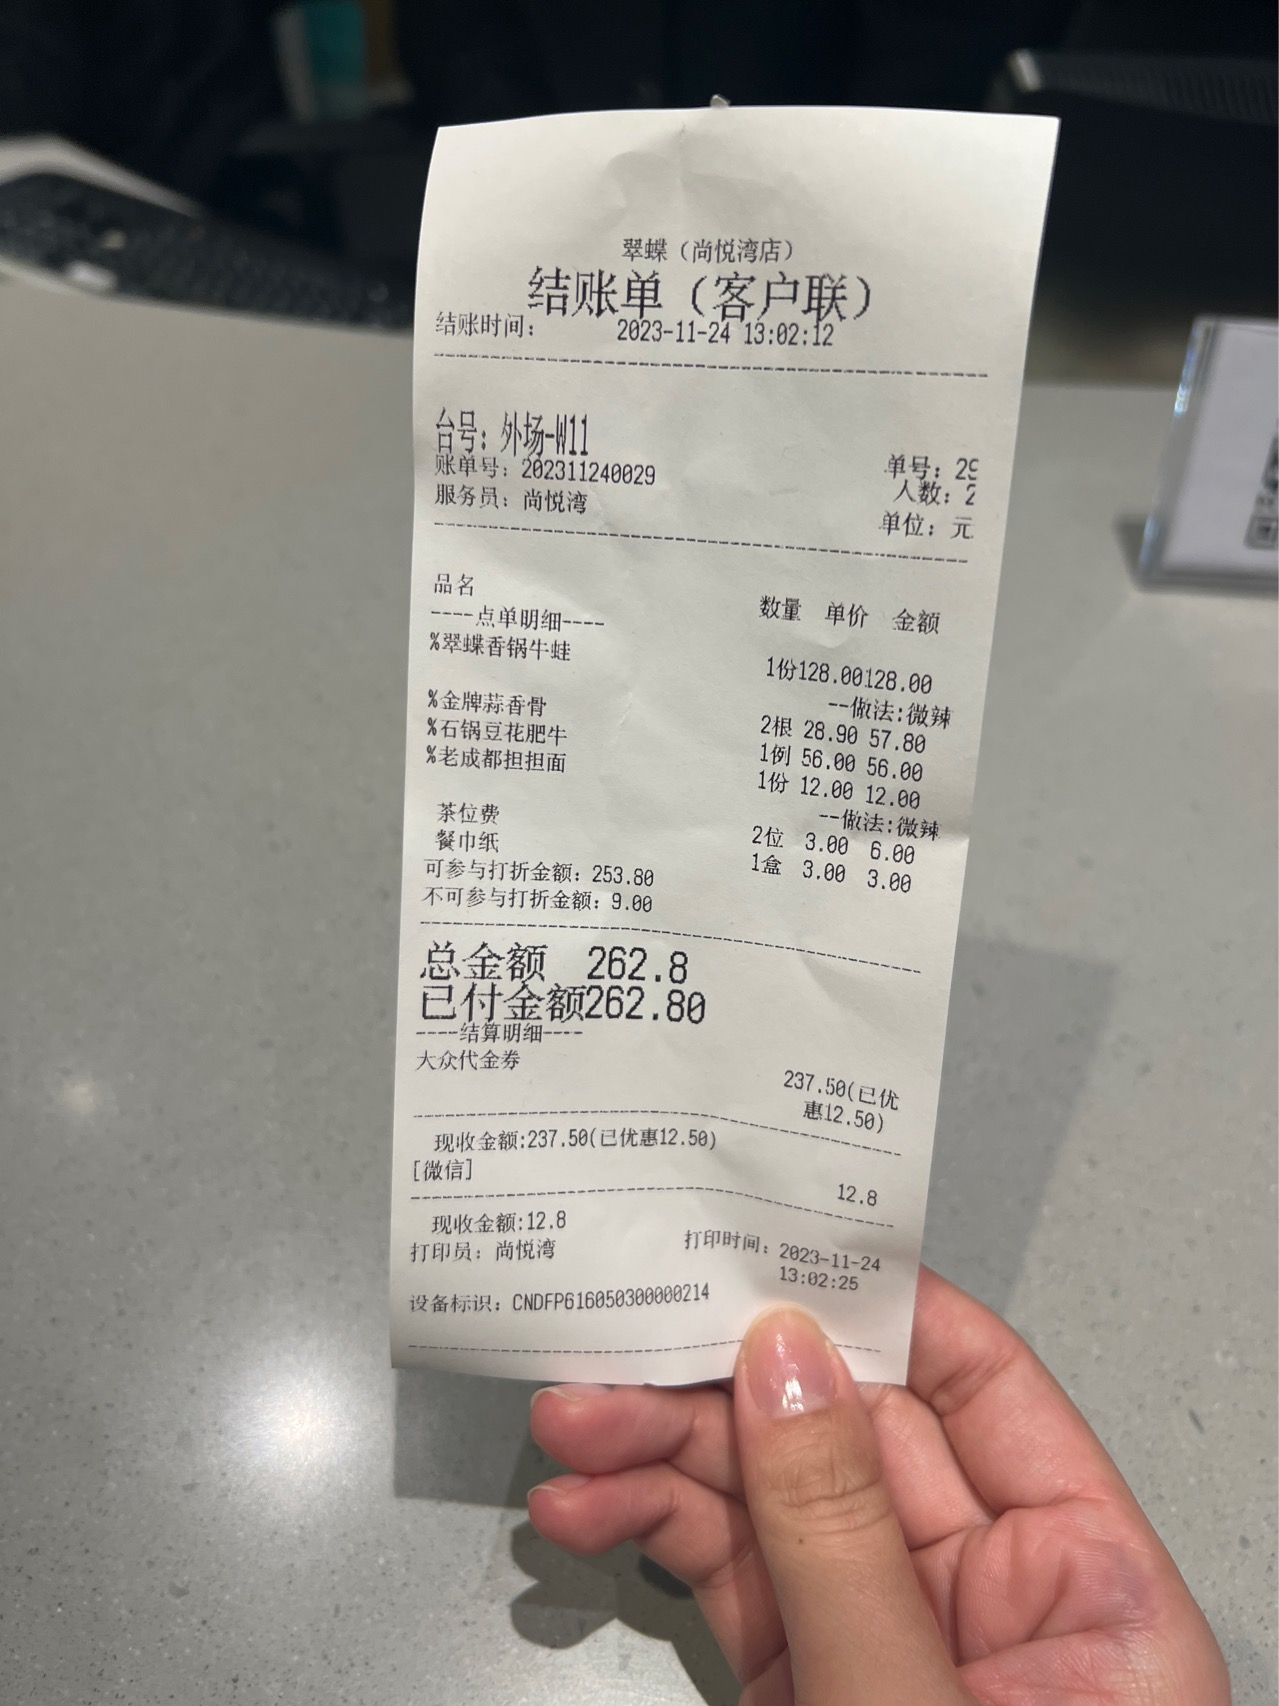 翠蝶（尚悦湾店）
结账单（客户联）
结账时间： 2023-11-24 13:02:12
台号：外场-W11
账单号：202311240029 单号：29
服务员：尚悦湾 人数：2
单位：元
品名 数量 单价 金额
----点单明细----
%翠蝶香锅牛蛙 1份128.00128.00
--做法:微辣
%金牌蒜香骨 2根 28.90 57.80
%石锅豆花肥牛 1例 56.00 56.00
%老成都担担面 1份 12.00 12.00
--做法:微辣
茶位费 2位 3.00 6.00
餐巾纸 1盒 3.00 3.00
可参与打折金额：253.80
不可参与打折金额：9.00
总金额 262.8
已付金额262.80
----结算明细----
大众代金券 237.50(已优
惠12.50)
现收金额:237.50(已优惠12.50)
[微信] 12.8
现收金额:12.8
打印员：尚悦湾 打印时间：2023-11-24
13:02:25
设备标识：CNDFP616050300000214